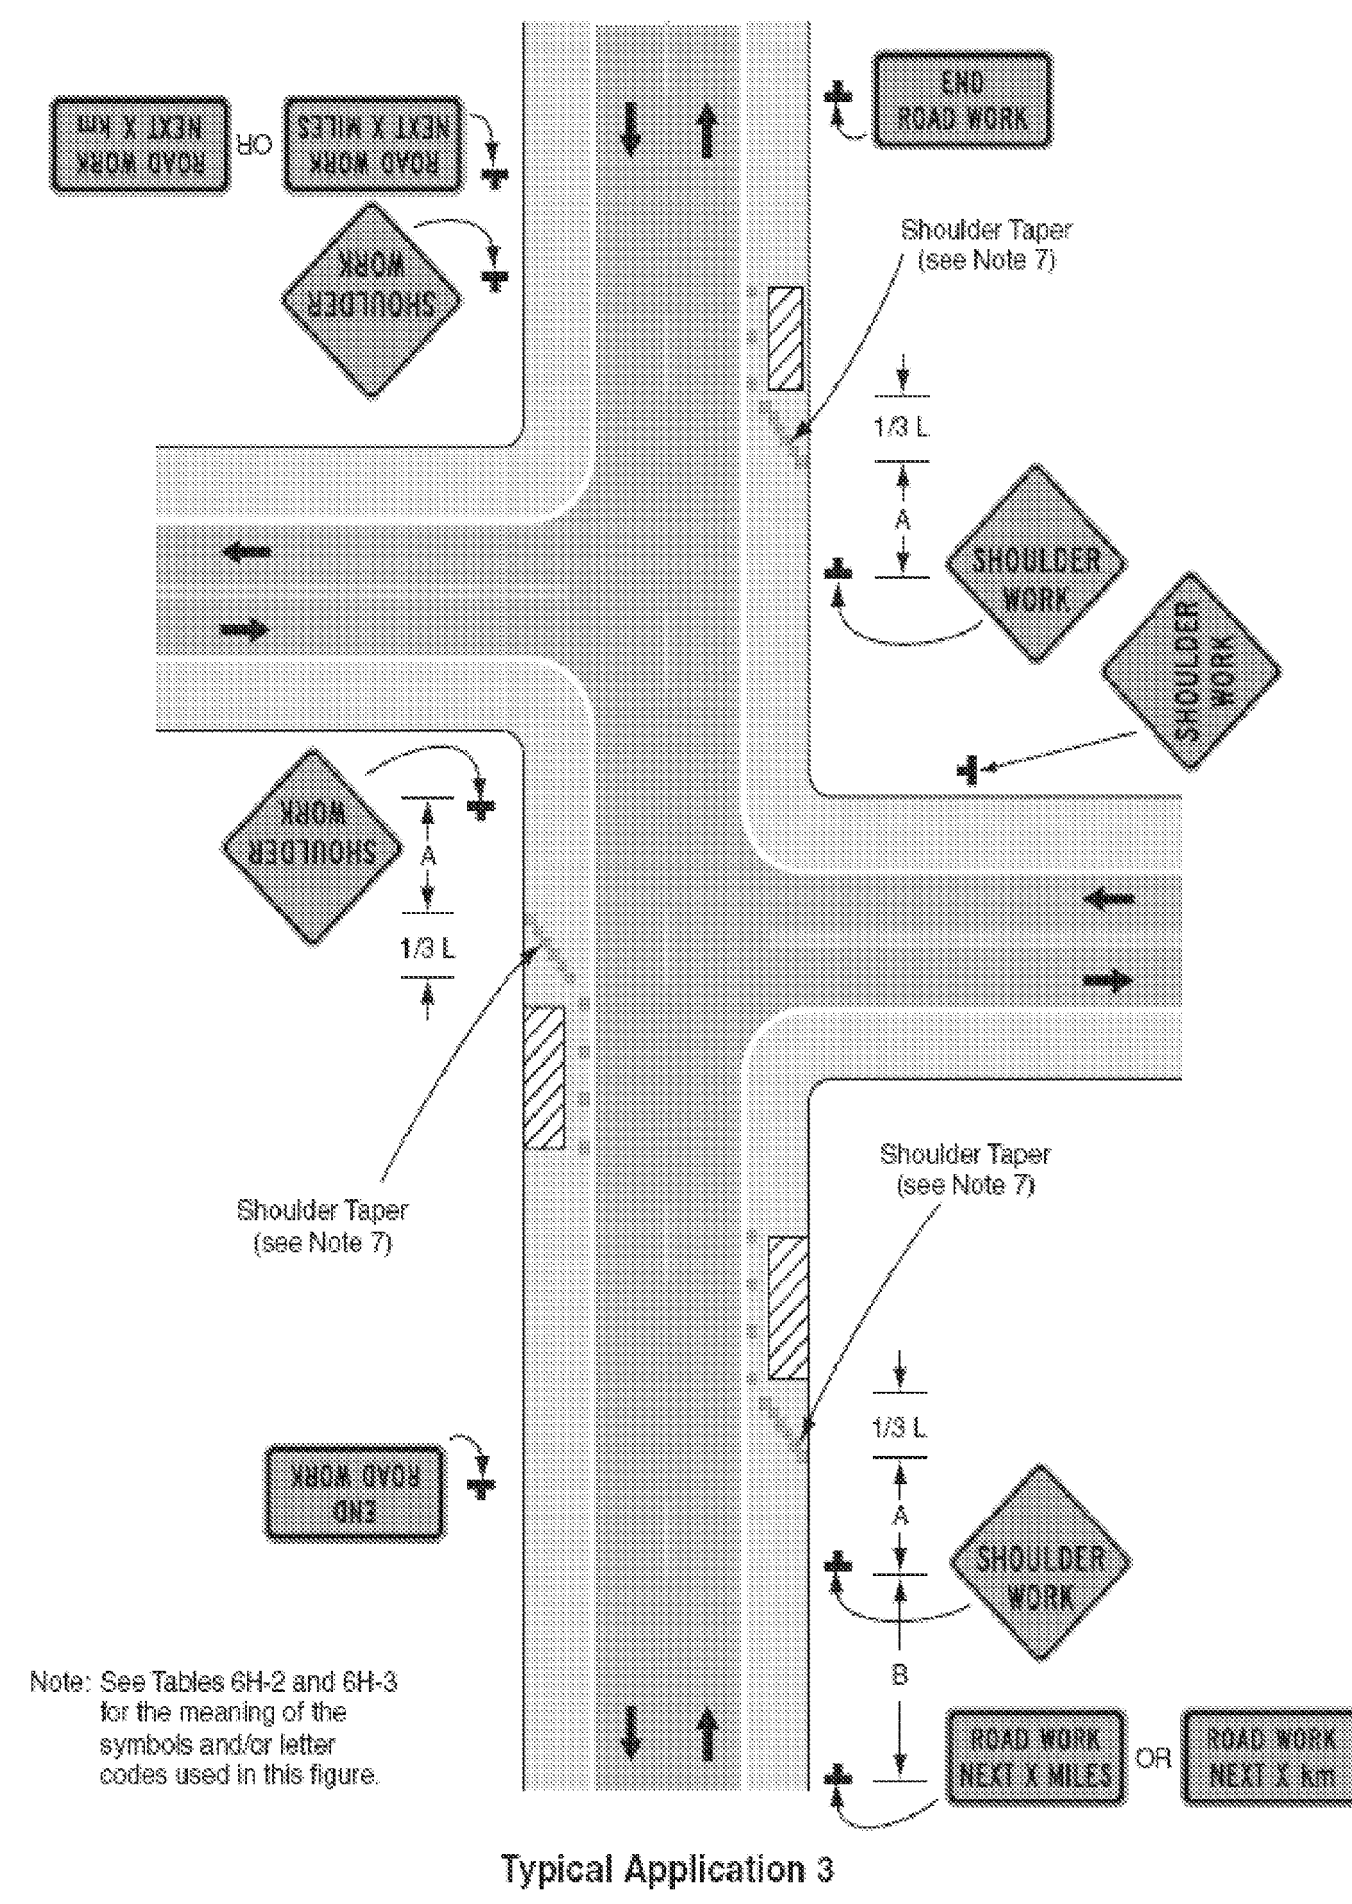 END
ROAD WORK
ROAD WORK
NEXT X km
OR
ROAD WORK
NEXT X MILES
SHOULDER
WORK
Shoulder Taper
(see Note 7)
1/3 L
A
SHOULDER
WORK
SHOULDER
WORK
SHOULDER
WORK
A
1/3 L
Shoulder Taper
(see Note 7)
Shoulder Taper
(see Note 7)
1/3 L
A
SHOULDER
WORK
END
ROAD WORK
B
ROAD WORK
NEXT X MILES
OR
ROAD WORK
NEXT X km
Note: See Tables 6H-2 and 6H-3
for the meaning of the
symbols and/or letter
codes used in this figure.
Typical Application 3